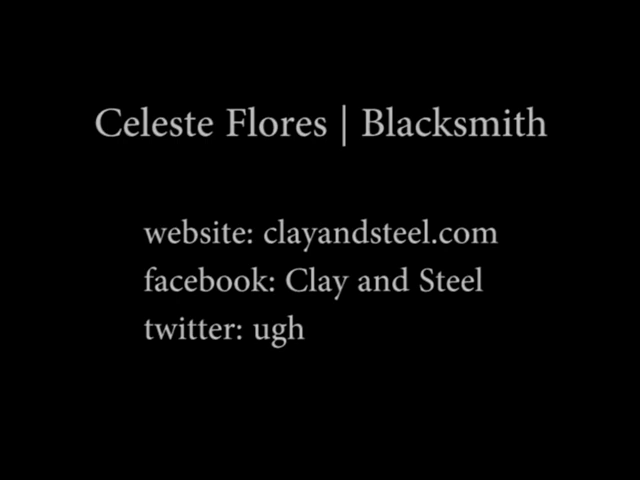 Celeste Flores | Blacksmith
website: clayandsteel.com
facebook: Clay and Steel
twitter: ugh